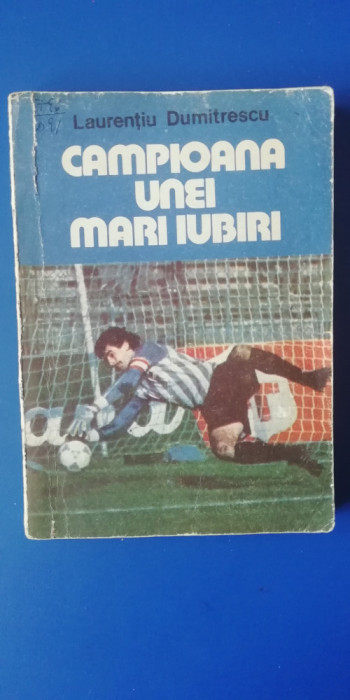 Laurențiu Dumitrescu
CAMPIOANA
UNEI
MARI IUBIRI